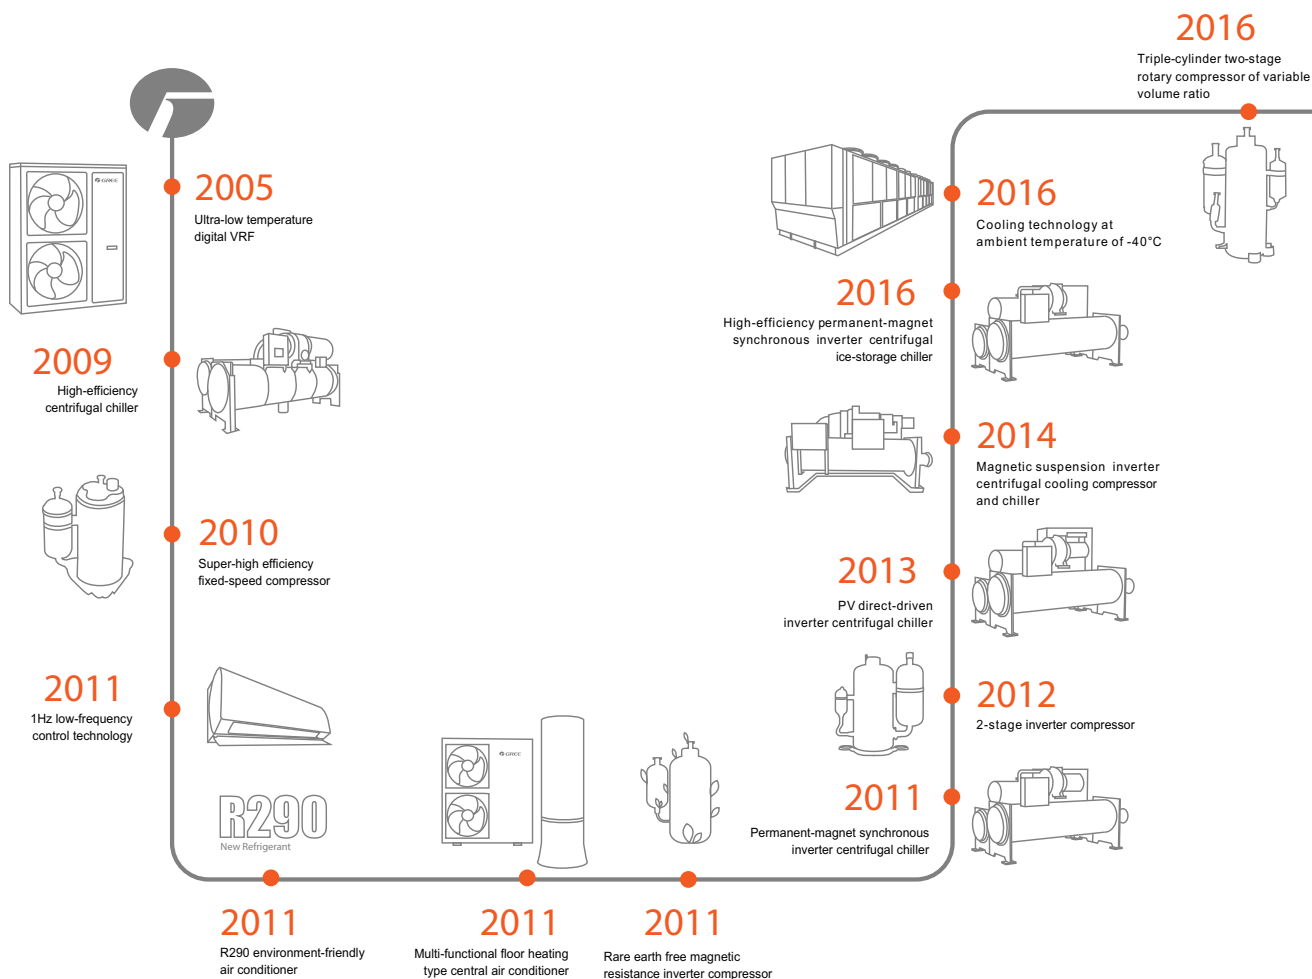 GREE
2005
Ultra-low temperature
digital VRF
2009
High-efficiency
centrifugal chiller
2010
Super-high efficiency
fixed-speed compressor
2011
1Hz low-frequency
control technology
R290
New Refrigerant
2011
R290 environment-friendly
air conditioner
GREE
2011
Multi-functional floor heating
type central air conditioner
2011
Rare earth free magnetic
resistance inverter compressor
2011
Permanent-magnet synchronous
inverter centrifugal chiller
2012
2-stage inverter compressor
2013
PV direct-driven
inverter centrifugal chiller
2014
Magnetic suspension inverter
centrifugal cooling compressor
and chiller
2016
High-efficiency permanent-magnet
synchronous inverter centrifugal
ice-storage chiller
2016
Cooling technology at
ambient temperature of -40°C
2016
Triple-cylinder two-stage
rotary compressor of variable
volume ratio